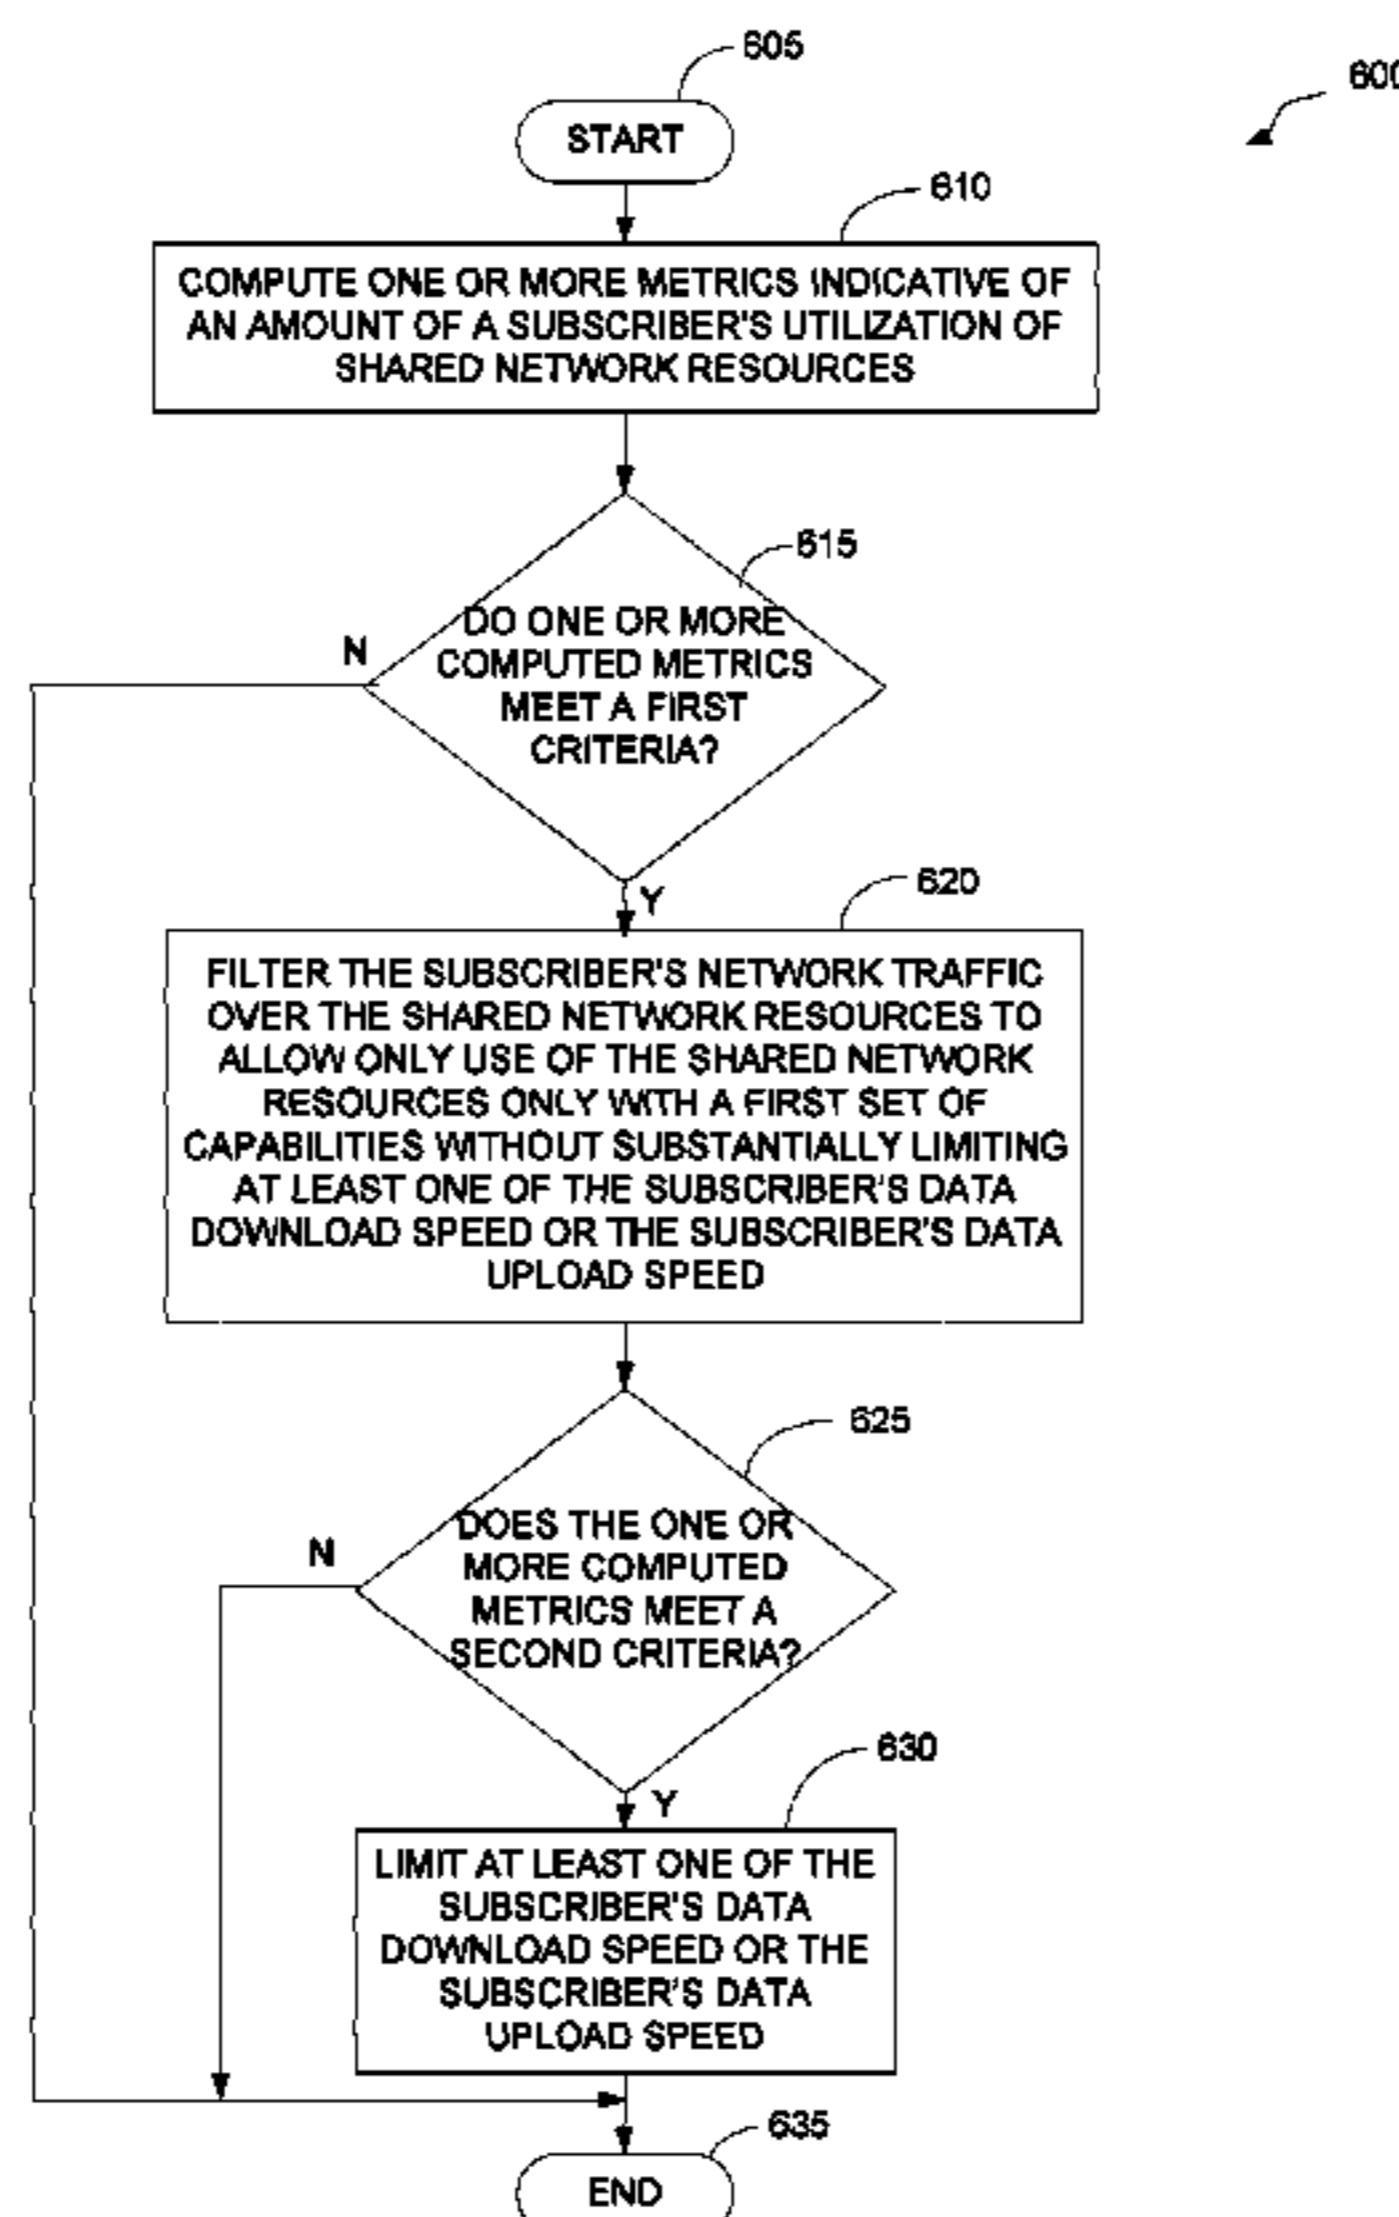 605
600
START
610
COMPUTE ONE OR MORE METRICS INDICATIVE OF
AN AMOUNT OF A SUBSCRIBER'S UTILIZATION OF
SHARED NETWORK RESOURCES
615
N
DO ONE OR MORE
COMPUTED METRICS
MEET A FIRST
CRITERIA?
Y
620
FILTER THE SUBSCRIBER'S NETWORK TRAFFIC
OVER THE SHARED NETWORK RESOURCES TO
ALLOW ONLY USE OF THE SHARED NETWORK
RESOURCES ONLY WITH A FIRST SET OF
CAPABILITIES WITHOUT SUBSTANTIALLY LIMITING
AT LEAST ONE OF THE SUBSCRIBER'S DATA
DOWNLOAD SPEED OR THE SUBSCRIBER'S DATA
UPLOAD SPEED
625
N
DOES THE ONE OR
MORE COMPUTED
METRICS MEET A
SECOND CRITERIA?
630
Y
LIMIT AT LEAST ONE OF THE
SUBSCRIBER'S DATA
DOWNLOAD SPEED OR THE
SUBSCRIBER'S DATA
UPLOAD SPEED
635
END